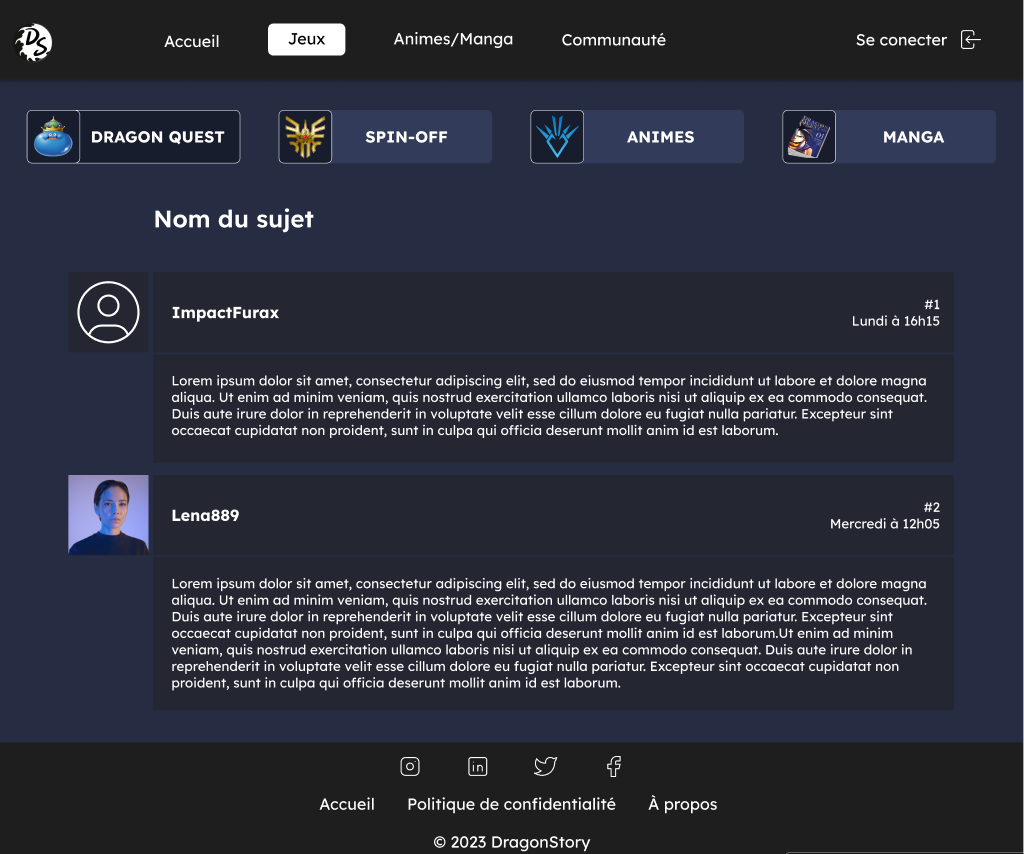 DS
Accueil
Jeux
Animes/Manga
Communauté
Se conecter
DRAGON QUEST
SPIN-OFF
ANIMES
MANGA
Nom du sujet
ImpactFurax
#1
Lundi à 16h15
Lorem ipsum dolor sit amet, consectetur adipiscing elit, sed do eiusmod tempor incididunt ut labore et dolore magna
aliqua. Ut enim ad minim veniam, quis nostrud exercitation ullamco laboris nisi ut aliquip ex ea commodo consequat.
Duis aute irure dolor in reprehenderit in voluptate velit esse cillum dolore eu fugiat nulla pariatur. Excepteur sint
occaecat cupidatat non proident, sunt in culpa qui officia deserunt mollit anim id est laborum.
Lena889
#2
Mercredi à 12h05
Lorem ipsum dolor sit amet, consectetur adipiscing elit, sed do eiusmod tempor incididunt ut labore et dolore magna
aliqua. Ut enim ad minim veniam, quis nostrud exercitation ullamco laboris nisi ut aliquip ex ea commodo consequat.
Duis aute irure dolor in reprehenderit in voluptate velit esse cillum dolore eu fugiat nulla pariatur. Excepteur sint
occaecat cupidatat non proident, sunt in culpa qui officia deserunt mollit anim id est laborum.Ut enim ad minim
veniam, quis nostrud exercitation ullamco laboris nisi ut aliquip ex ea commodo consequat. Duis aute irure dolor in
reprehenderit in voluptate velit esse cillum dolore eu fugiat nulla pariatur. Excepteur sint occaecat cupidatat non
proident, sunt in culpa qui officia deserunt mollit anim id est laborum.
in
Accueil
Politique de confidentialité
À propos
© 2023 DragonStory